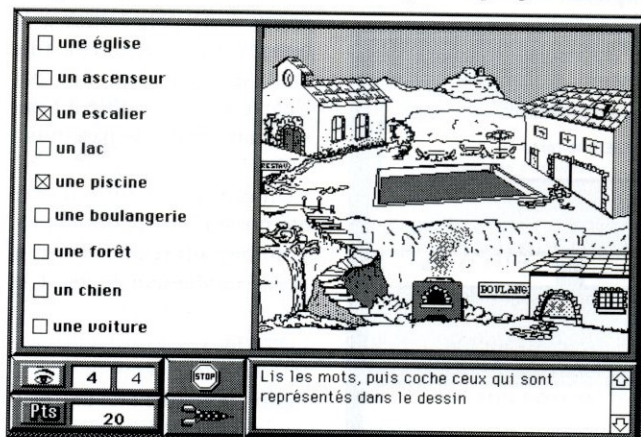 une église
un ascenseur
un escalier
un lac
une piscine
une boulangerie
une forêt
un chien
une voiture
RESTAU
BOULANG
4 4
STOP
Pts 20
Lis les mots, puis coche ceux qui sont
représentés dans le dessin